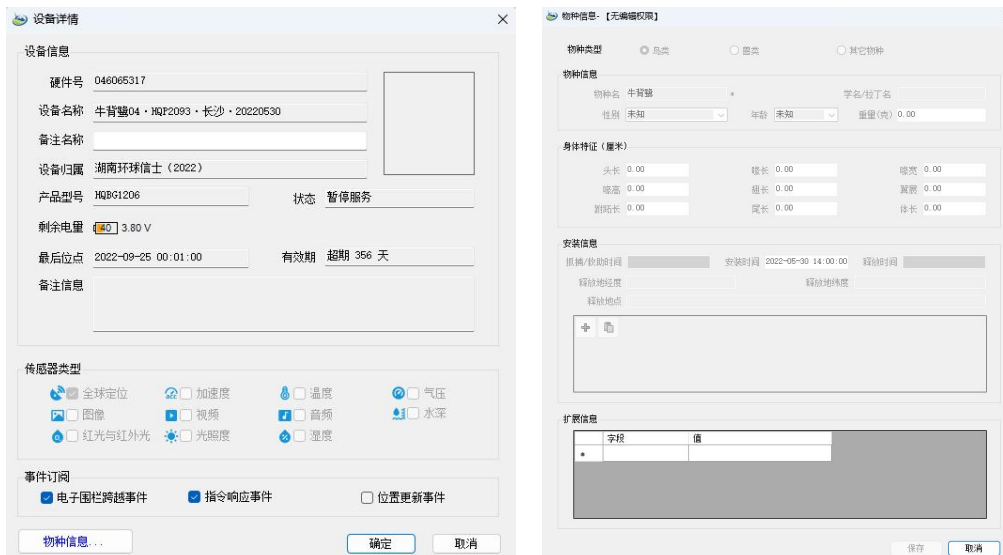 设备详情
设备信息
硬件号 046065317
设备名称 牛背鹭04·HQP2093·长沙·20220530
备注名称
设备归属 湖南环球信士（2022）
产品型号 HQBG1206 状态 暂停服务
剩余电量 40 3.80 V
最后位点 2022-09-25 00:01:00 有效期 超期 356 天
备注信息
传感器类型
全球定位 加速度 温度 气压
图像 视频 音频 水深
红光与红外光 光照度 湿度
事件订阅
电子围栏跨越事件 指令响应事件 位置更新事件
物种信息... 确定 取消
物种信息-【无编辑权限】
物种类型 鸟类 兽类 其它物种
物种信息
物种名 牛背鹭 * 学名/拉丁名
性别 未知 年龄 未知 重量(克) 0.00
身体特征（厘米）
头长 0.00 喙长 0.00 喙宽 0.00
喙高 0.00 翅长 0.00 翼展 0.00
跗跖长 0.00 尾长 0.00 体长 0.00
安装信息
抓捕/救助时间 安装时间 2022-05-30 14:00:00 释放时间
释放地经度 释放地纬度
释放地点
扩展信息
字段 值
*
保存 取消